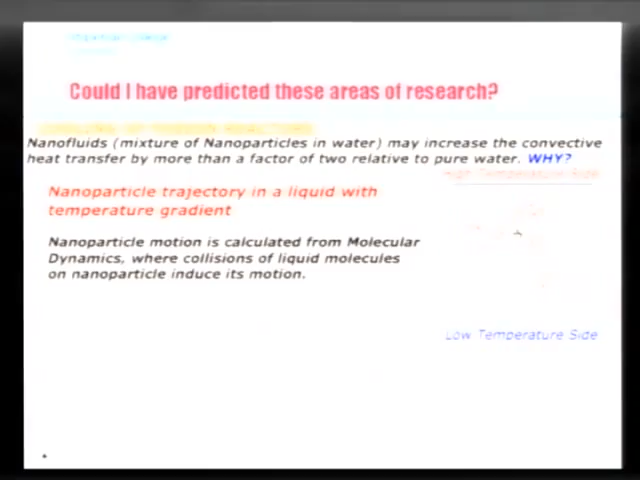 Could I have predicted these areas of research?
Nanofluids (mixture of Nanoparticles in water) may increase the convective
heat transfer by more than a factor of two relative to pure water. WHY?
High Temperature Side
Nanoparticle trajectory in a liquid with
temperature gradient
Nanoparticle motion is calculated from Molecular
Dynamics, where collisions of liquid molecules
on nanoparticle induce its motion.
Low Temperature Side